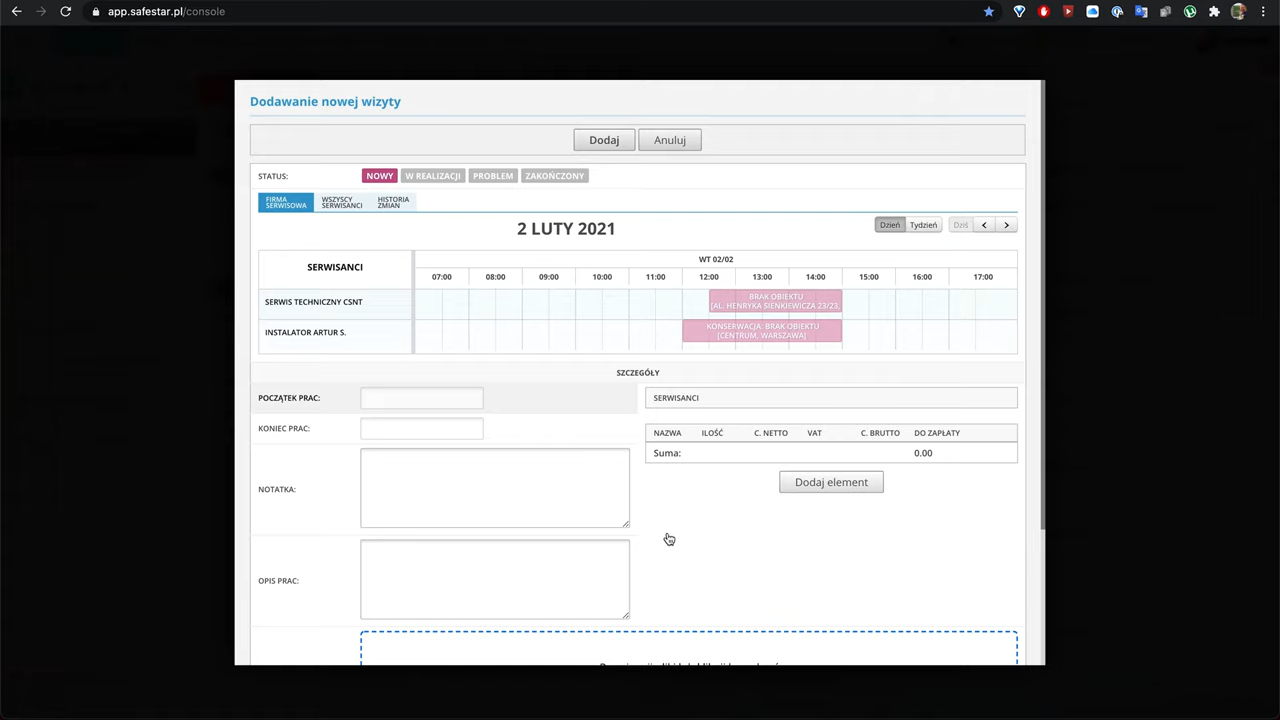 app.safestar.pl/console
Dodawanie nowej wizyty
Dodaj Anuluj
STATUS: NOWY W REALIZACJI PROBLEM ZAKOŃCZONY
FIRMA SERWISOWA WSZYSCY SERWISANCI HISTORIA ZMIAN
2 LUTY 2021
Dzień Tydzień Dziś
SERWISANCI
WT 02/02
07:00 08:00 09:00 10:00 11:00 12:00 13:00 14:00 15:00 16:00 17:00
SERWIS TECHNICZNY CSNT
BRAK OBIEKTU
[AL. HENRYKA SIENKIEWICZA 23/23,
INSTALATOR ARTUR S.
KONSERWACJA: BRAK OBIEKTU
[CENTRUM, WARSZAWA]
SZCZEGÓŁY
POCZĄTEK PRAC:
SERWISANCI
KONIEC PRAC:
NAZWA ILOŚĆ C. NETTO VAT C. BRUTTO DO ZAPŁATY
Suma: 0.00
Dodaj element
NOTATKA:
OPIS PRAC: